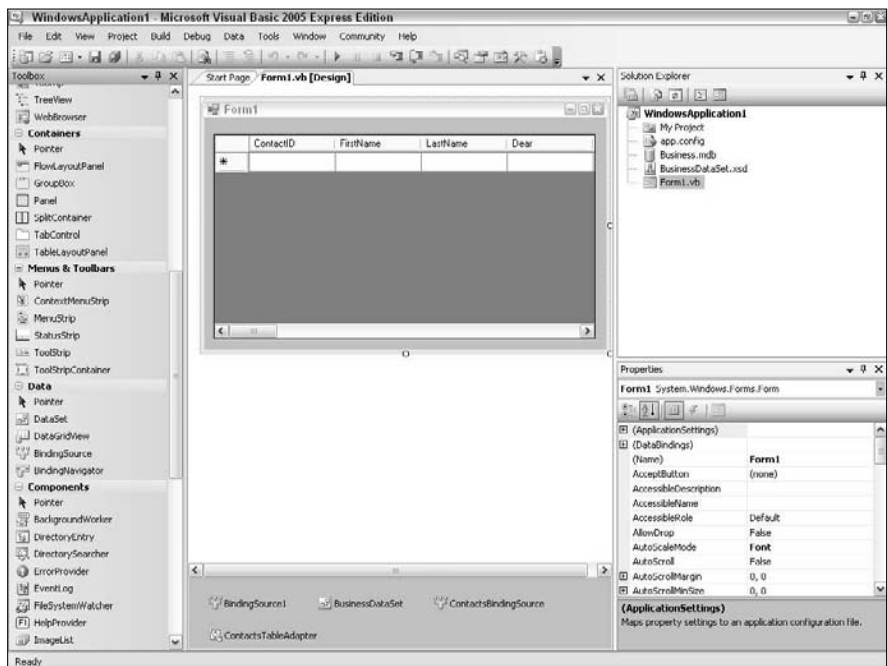 WindowsApplication1 - Microsoft Visual Basic 2005 Express Edition
File Edit View Project Build Debug Data Tools Window Community Help
Toolbox
TreeView
WebBrowser
Containers
Pointer
FlowLayoutPanel
GroupBox
Panel
SplitContainer
TabControl
TableLayoutPanel
Menus & Toolbars
Pointer
ContextMenuStrip
MenuStrip
StatusStrip
ToolStrip
ToolStripContainer
Data
Pointer
DataSet
DataGridView
BindingSource
BindingNavigator
Components
Pointer
BackgroundWorker
DirectoryEntry
DirectorySearcher
ErrorProvider
EventLog
FileSystemWatcher
HelpProvider
ImageList
Start Page Form1.vb [Design]
Form1
ContactID FirstName LastName Dear
BindingSource1 BusinessDataSet ContactsBindingSource
ContactsTableAdapter
Solution Explorer
WindowsApplication1
My Project
app.config
Business.mdb
BusinessDataSet.xsd
Form1.vb
Properties
Form1 System.Windows.Forms.Form
(ApplicationSettings)
(DataBindings)
(Name) Form1
AcceptButton (none)
AccessibleDescription
AccessibleName
AccessibleRole Default
AllowDrop False
AutoScaleMode Font
AutoScroll False
AutoScrollMargin 0, 0
AutoScrollMinSize 0, 0
(ApplicationSettings)
Maps property settings to an application configuration file.
Ready